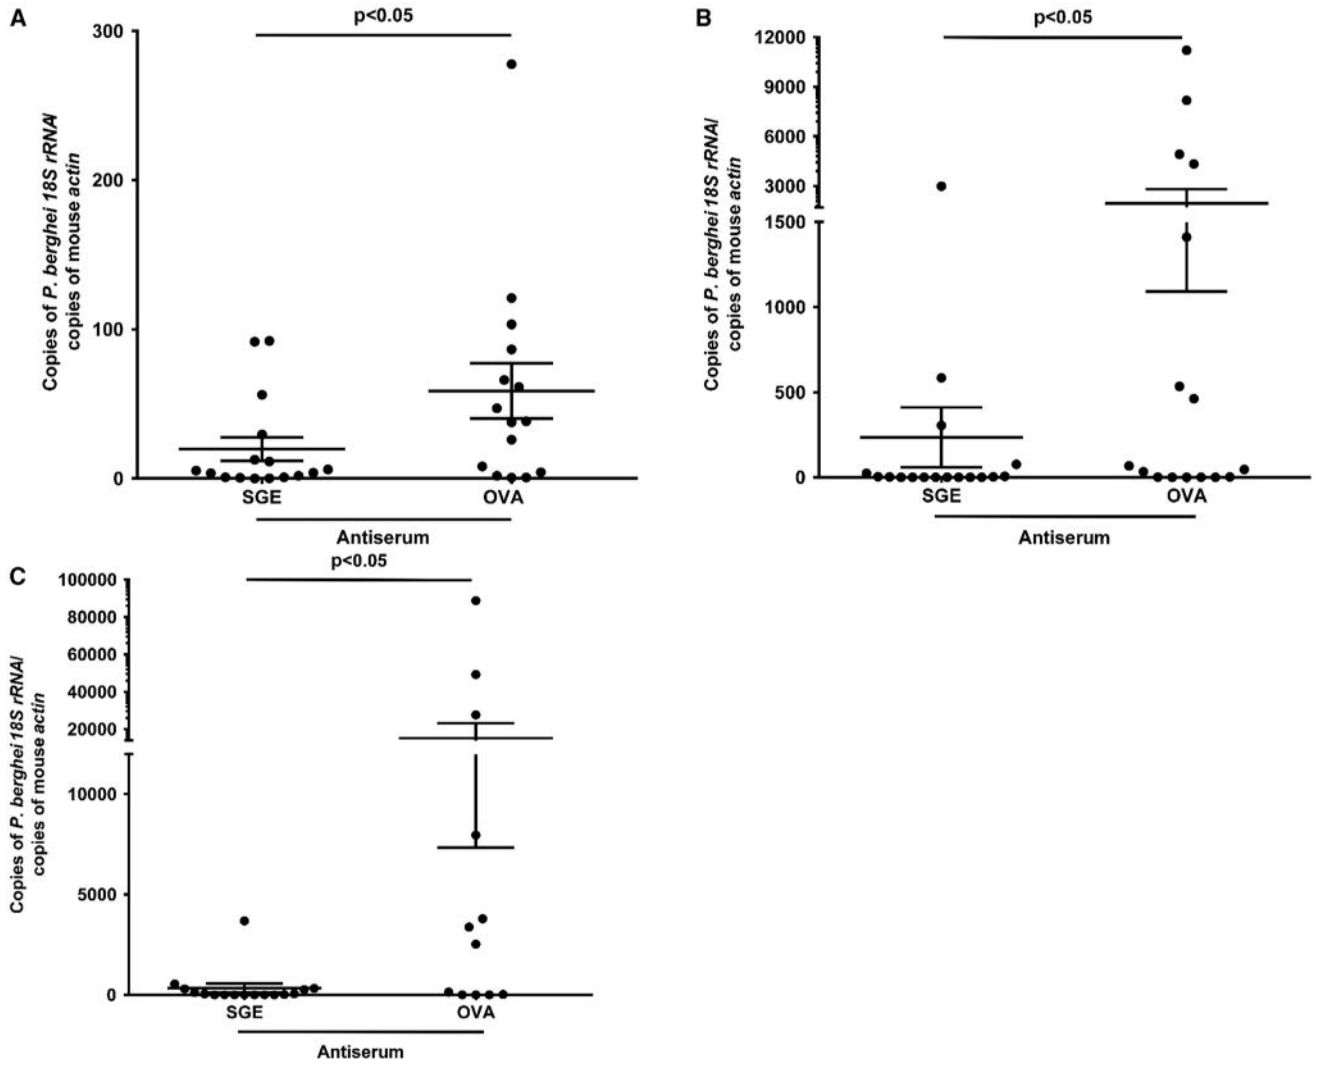 A
p<0.05
300
200
100
0
Copies of P. berghei 18S rRNA/
copies of mouse actin
SGE OVA
Antiserum
B
p<0.05
12000
9000
6000
3000
1500
1000
500
0
Copies of P. berghei 18S rRNA/
copies of mouse actin
SGE OVA
Antiserum
C
p<0.05
100000
80000
60000
40000
20000
10000
5000
0
Copies of P. berghei 18S rRNA/
copies of mouse actin
SGE OVA
Antiserum